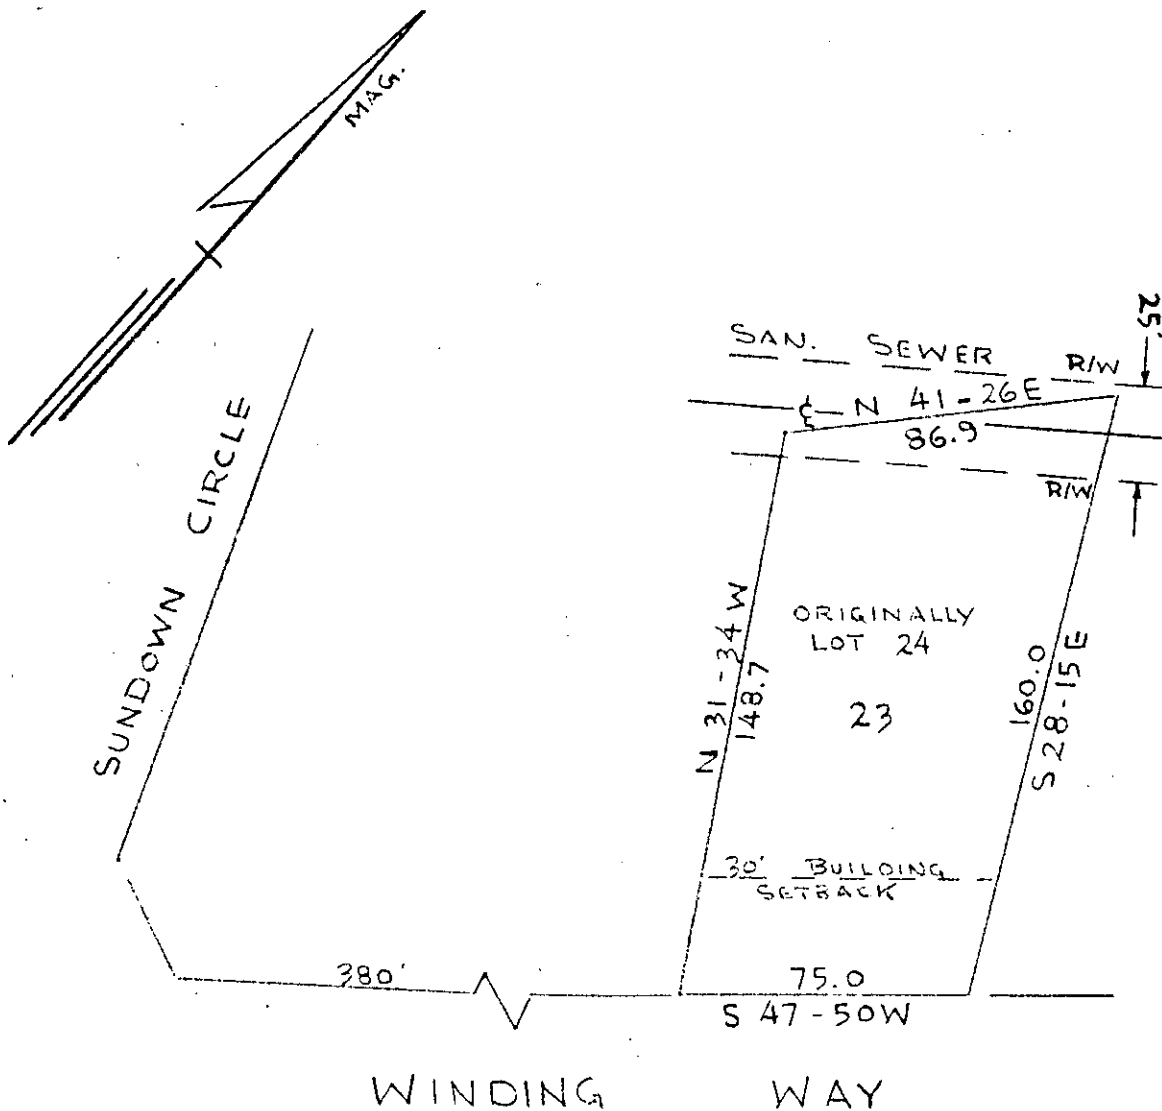 MAG.
25'
SAN. SEWER R/W
℄ N 41-26E
86.9
R/W
SUNDOWN CIRCLE
N 31-34 W
148.7
ORIGINALLY
LOT 24
23
160.0
S 28-15 E
30' BUILDING
SETBACK
380'
75.0
S 47-50W
WINDING WAY